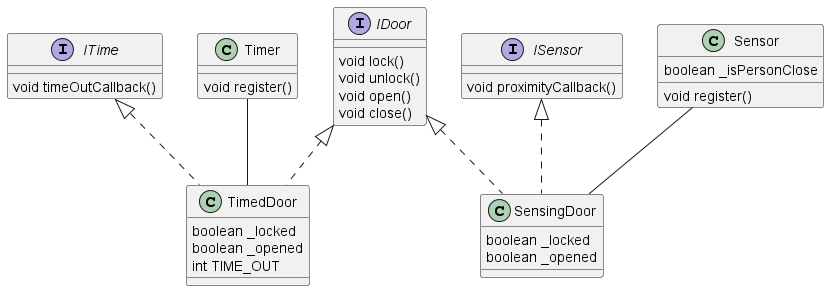 I ITime
void timeOutCallback()
C Timer
void register()
I IDoor
void lock()
void unlock()
void open()
void close()
I ISensor
void proximityCallback()
C Sensor
boolean _isPersonClose
void register()
C TimedDoor
boolean _locked
boolean _opened
int TIME_OUT
C SensingDoor
boolean _locked
boolean _opened